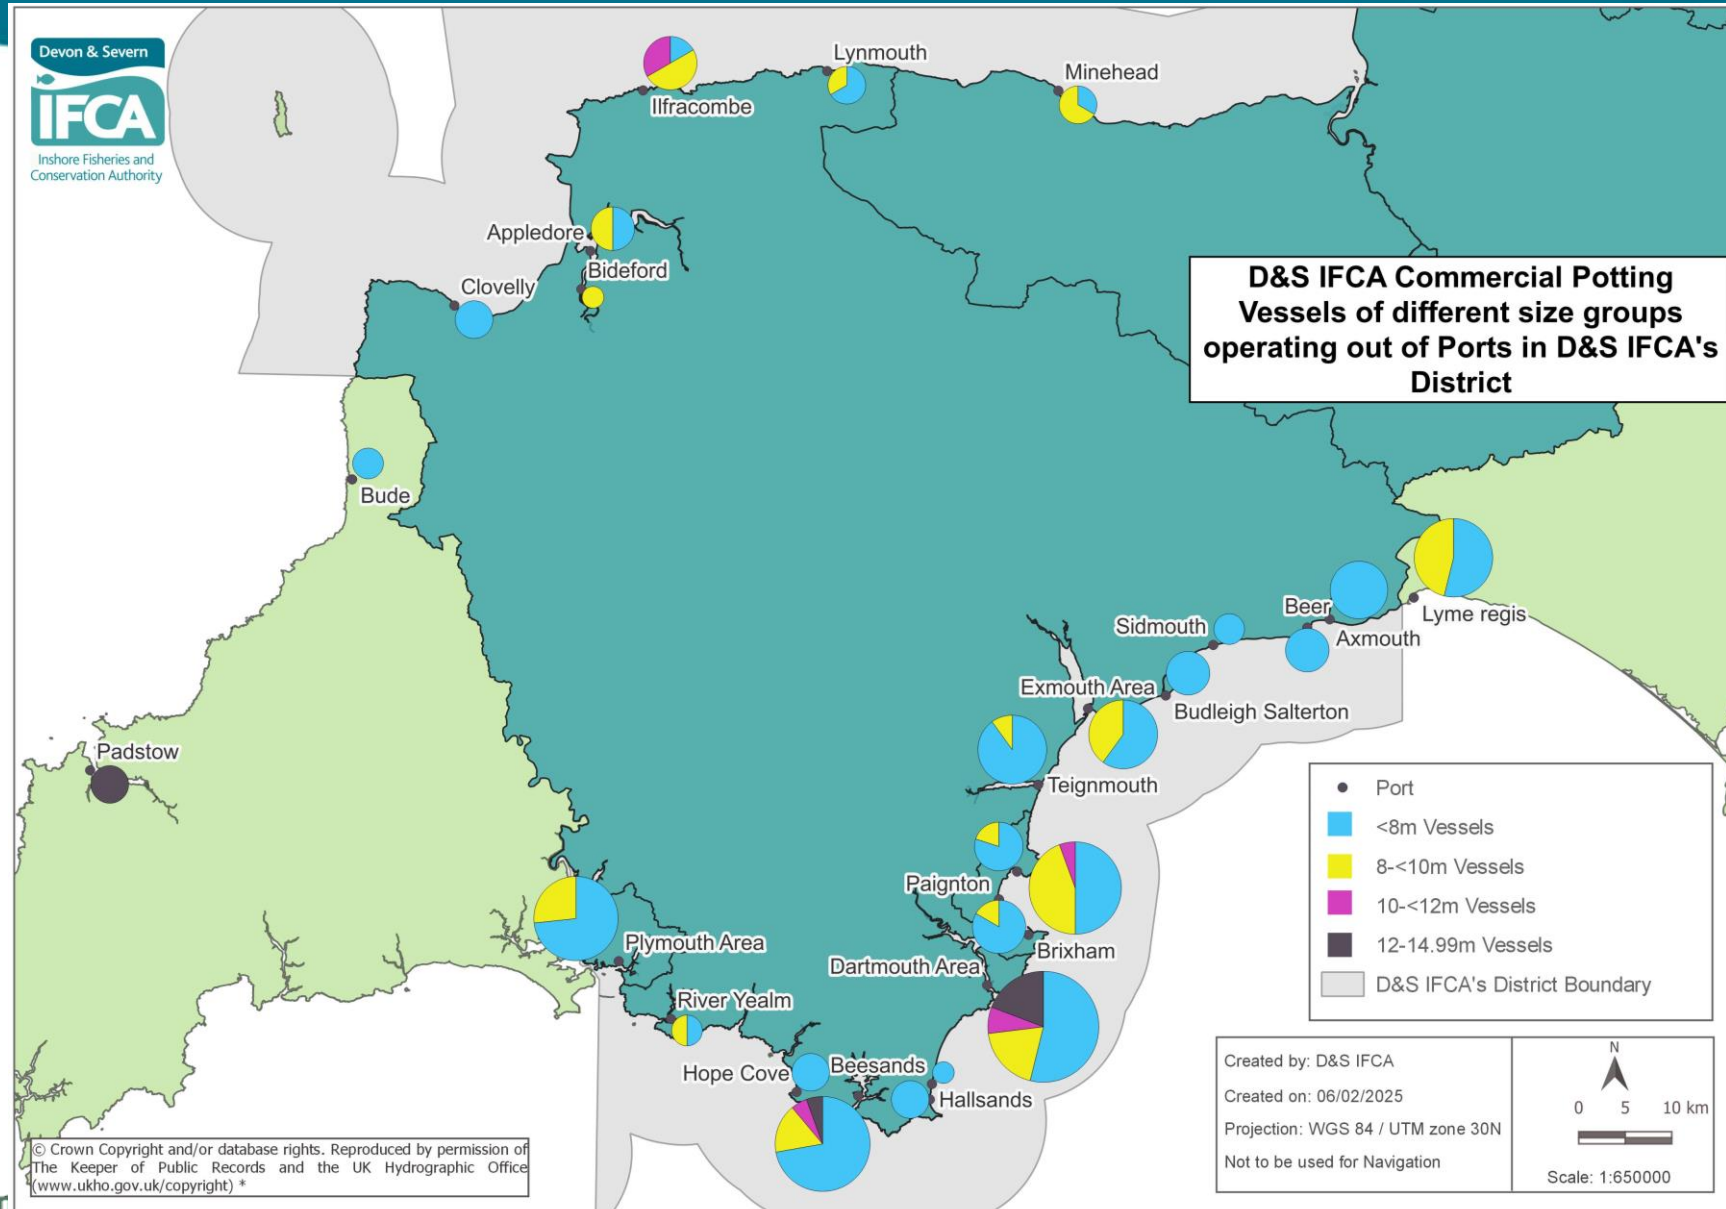 Devon & Severn
IFCA
Inshore Fisheries and
Conservation Authority
Lynmouth
Minehead
Ilfracombe
Appledore
Bideford
Clovelly
D&S IFCA Commercial Potting
Vessels of different size groups
operating out of Ports in D&S IFCA's
District
Bude
Beer
Lyme regis
Sidmouth
Axmouth
Exmouth Area
Budleigh Salterton
Padstow
Teignmouth
Port
<8m Vessels
8-<10m Vessels
10-<12m Vessels
12-14.99m Vessels
D&S IFCA's District Boundary
Paignton
Plymouth Area
Brixham
Dartmouth Area
River Yealm
Hope Cove
Beesands
Hallsands
Created by: D&S IFCA
Created on: 06/02/2025
Projection: WGS 84 / UTM zone 30N
Not to be used for Navigation
N
0 5 10 km
Scale: 1:650000
© Crown Copyright and/or database rights. Reproduced by permission of
The Keeper of Public Records and the UK Hydrographic Office
(www.ukho.gov.uk/copyright) *